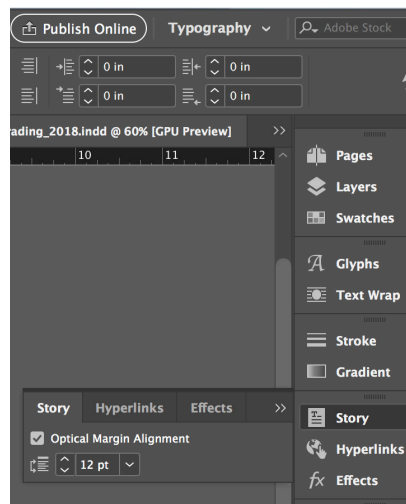 Publish Online Typography Adobe Stock
0 in 0 in
0 in 0 in
ading_2018.indd @ 60% [GPU Preview]
10 11 12
Pages
Layers
Swatches
Glyphs
Text Wrap
Stroke
Gradient
Story Hyperlinks Effects
Optical Margin Alignment
12 pt
Story
Hyperlinks
fx Effects